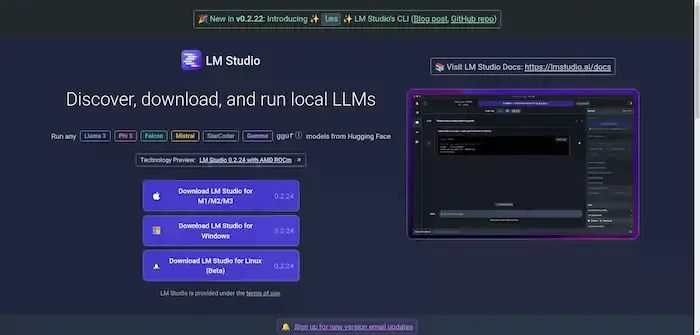 🎉 New in v0.2.22: Introducing ✨ lms ✨ LM Studio's CLI (Blog post, GitHub repo)
LM Studio
📚 Visit LM Studio Docs: https://lmstudio.ai/docs
Discover, download, and run local LLMs
Run any Llama 3 Phi 3 Falcon Mistral StarCoder Gemma gguf models from Hugging Face
Technology Preview: LM Studio 0.2.24 with AMD ROCm
Download LM Studio for
M1/M2/M3
0.2.24
Download LM Studio for
Windows
0.2.24
Download LM Studio for Linux
(Beta)
0.2.24
LM Studio is provided under the terms of use.
🔔 Sign up for new version email updates